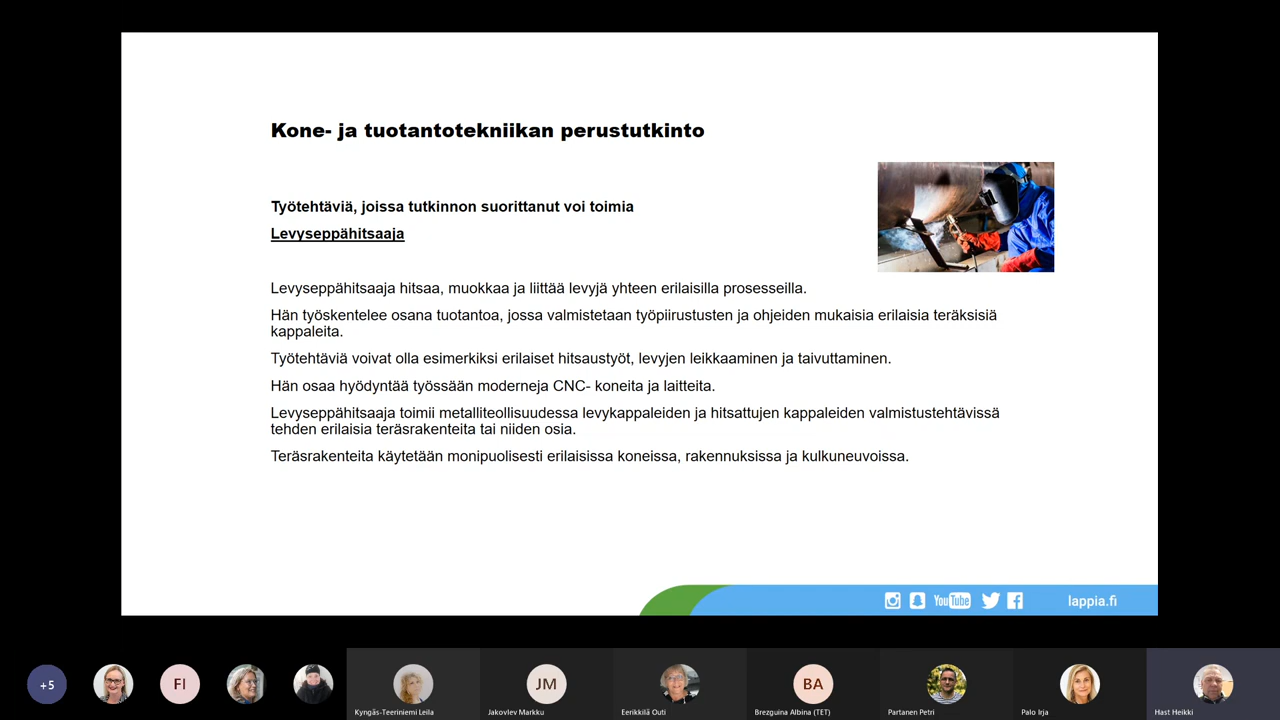 Kone- ja tuotantotekniikan perustutkinto
Työtehtäviä, joissa tutkinnon suorittanut voi toimia
Levyseppähitsaaja
Levyseppähitsaaja hitsaa, muokkaa ja liittää levyjä yhteen erilaisilla prosesseilla.
Hän työskentelee osana tuotantoa, jossa valmistetaan työpiirustusten ja ohjeiden mukaisia erilaisia teräksisiä
kappaleita.
Työtehtäviä voivat olla esimerkiksi erilaiset hitsaustyöt, levyjen leikkaaminen ja taivuttaminen.
Hän osaa hyödyntää työssään moderneja CNC- koneita ja laitteita.
Levyseppähitsaaja toimii metalliteollisuudessa levykappaleiden ja hitsattujen kappaleiden valmistustehtävissä
tehden erilaisia teräsrakenteita tai niiden osia.
Teräsrakenteita käytetään monipuolisesti erilaisissa koneissa, rakennuksissa ja kulkuneuvoissa.
YouTube
lappia.fi
+5
FI
JM
BA
Kyngäs-Teeriniemi Leila
Jakovlev Markku
Eerikkilä Outi
Brezguina Albina (TET)
Partanen Petri
Palo Irja
Hast Heikki